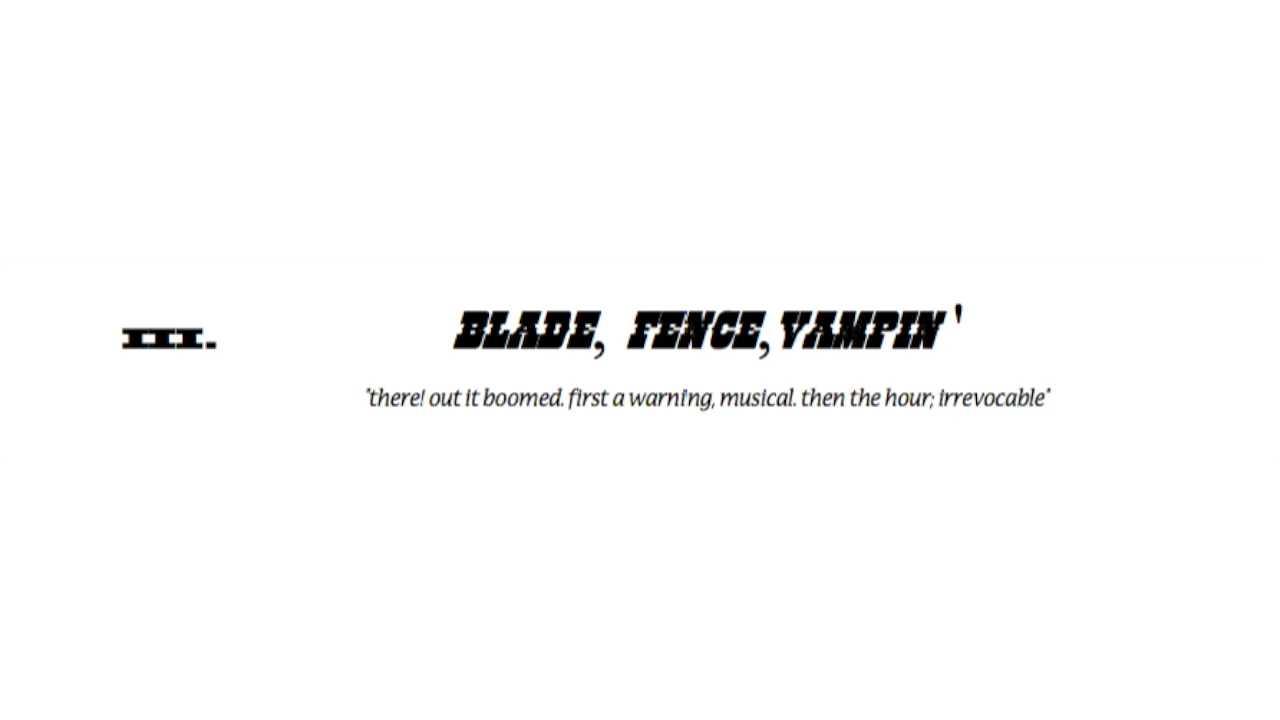 III. BLADE, FENCE, VAMPIN'
"there! out it boomed. first a warning, musical. then the hour; irrevocable"